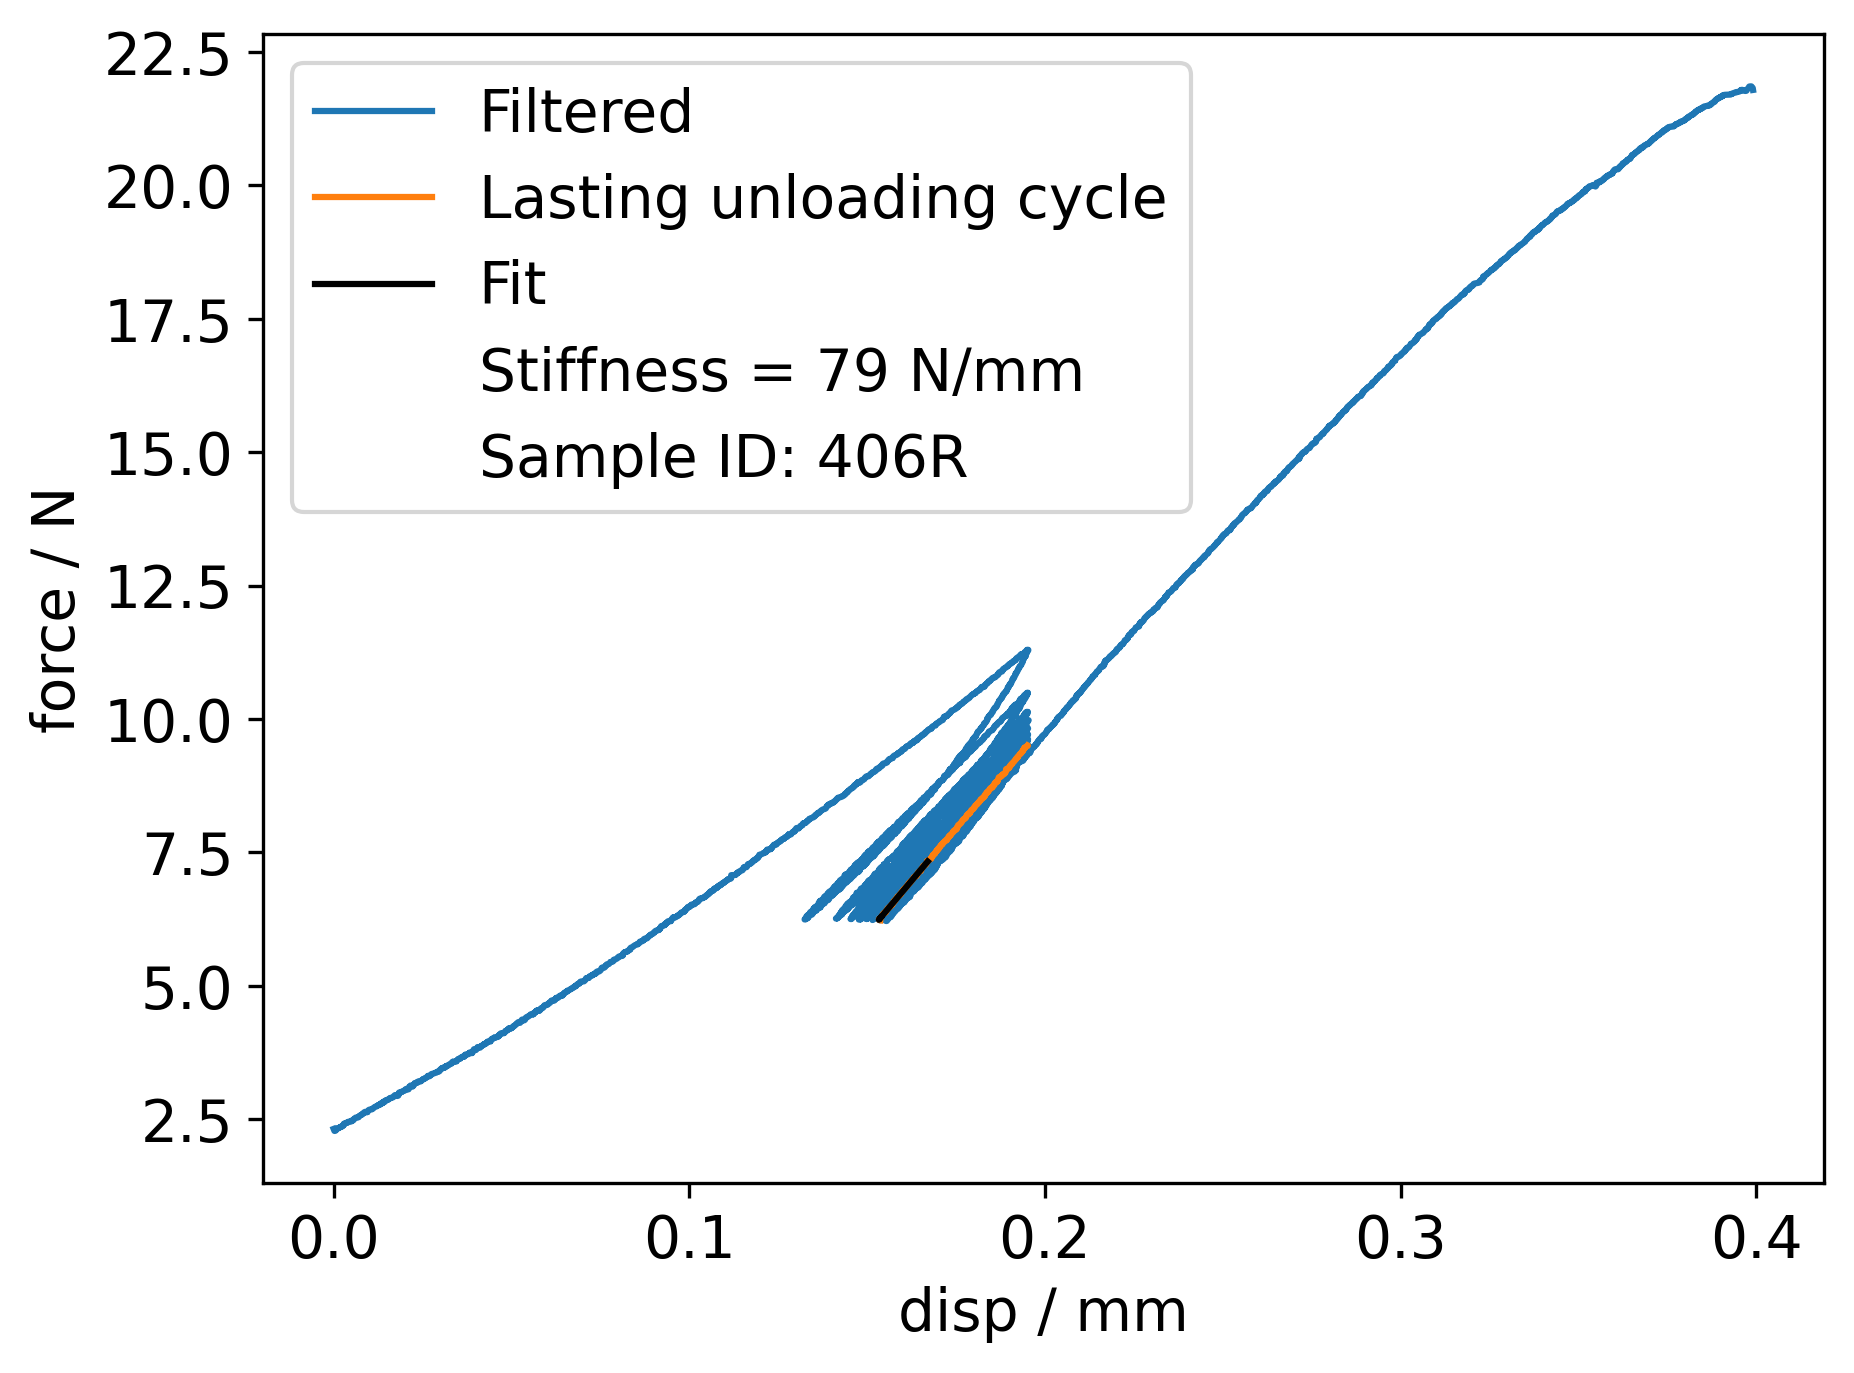 22.5
20.0
17.5
15.0
12.5
10.0
7.5
5.0
2.5
force / N
Filtered
Lasting unloading cycle
Fit
Stiffness = 79 N/mm
Sample ID: 406R
0.0 0.1 0.2 0.3 0.4
disp / mm